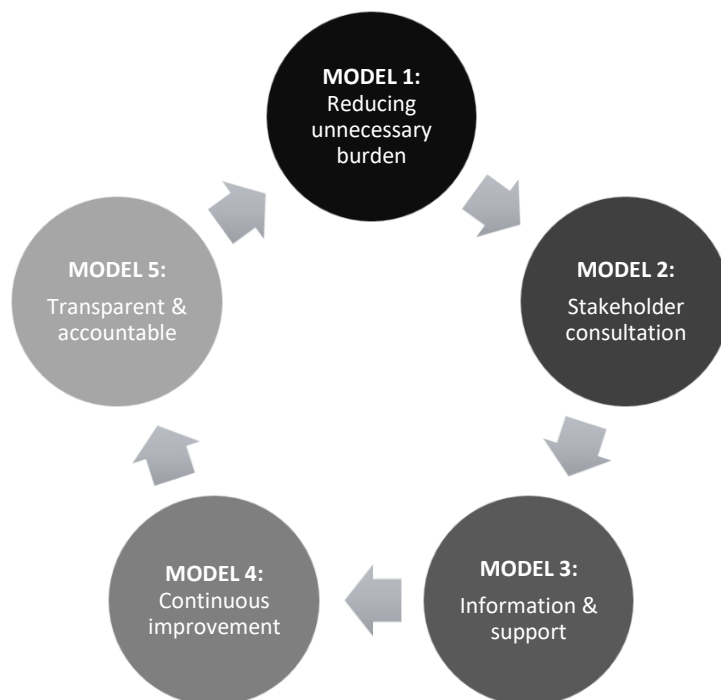 MODEL 1:
Reducing
unnecessary
burden
MODEL 2:
Stakeholder
consultation
MODEL 3:
Information &
support
MODEL 4:
Continuous
improvement
MODEL 5:
Transparent &
accountable